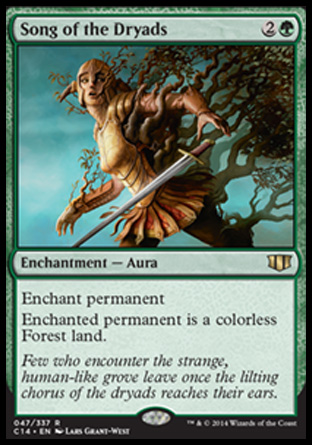 Song of the Dryads 2
Enchantment — Aura
Enchant permanent
Enchanted permanent is a colorless
Forest land.
Few who encounter the strange,
human-like grove leave once the lilting
chorus of the dryads reaches their ears.
047/337 R
C14 • EN Lars Grant-West
™ & © 2014 Wizards of the Coast